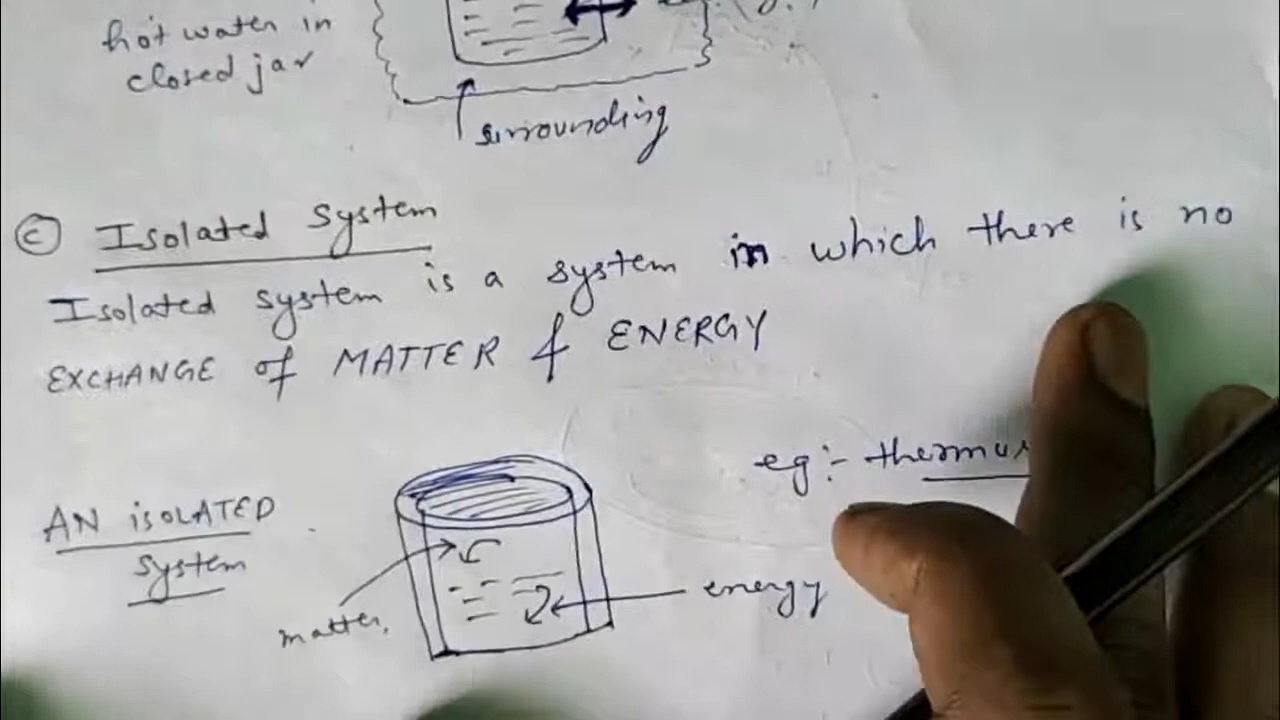 hot water in
closed jar
surrounding
(c) Isolated system
Isolated system is a system in which there is no
EXCHANGE of MATTER & ENERGY
eg:- thermus
AN ISOLATED
system
matter,
energy